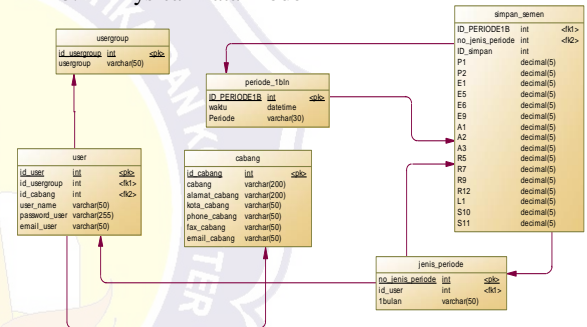 usergroup
id_usergroup int <pk>
usergroup varchar(50)
periode_1bln
ID_PERIODE1B int <pk>
waktu datetime
Periode varchar(30)
simpan_semen
ID_PERIODE1B int <fk1>
no_jenis_periode int <fk2>
ID_simpan int
P1 decimal(5)
P2 decimal(5)
E1 decimal(5)
E5 decimal(5)
E6 decimal(5)
E9 decimal(5)
A1 decimal(5)
A2 decimal(5)
A3 decimal(5)
R5 decimal(5)
R7 decimal(5)
R9 decimal(5)
R12 decimal(5)
L1 decimal(5)
S10 decimal(5)
S11 decimal(5)
user
id_user int <pk>
id_usergroup int <fk1>
id_cabang int <fk2>
user_name varchar(50)
password_user varchar(255)
email_user varchar(50)
cabang
id_cabang int <pk>
cabang varchar(200)
alamat_cabang varchar(200)
kota_cabang varchar(50)
phone_cabang varchar(50)
fax_cabang varchar(50)
email_cabang varchar(50)
jenis_periode
no_jenis_periode int <pk>
id_user int
1bulan varchar(50)